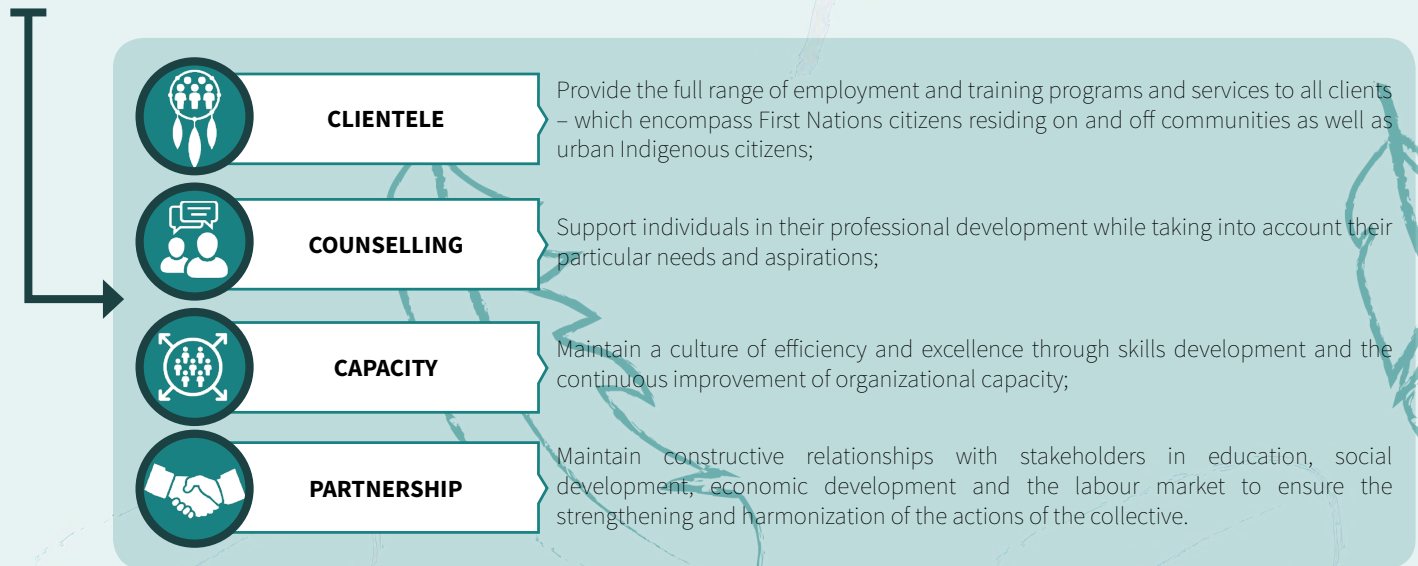 CLIENTELE
Provide the full range of employment and training programs and services to all clients
– which encompass First Nations citizens residing on and off communities as well as
urban Indigenous citizens;
COUNSELLING
Support individuals in their professional development while taking into account their
particular needs and aspirations;
CAPACITY
Maintain a culture of efficiency and excellence through skills development and the
continuous improvement of organizational capacity;
PARTNERSHIP
Maintain constructive relationships with stakeholders in education, social
development, economic development and the labour market to ensure the
strengthening and harmonization of the actions of the collective.